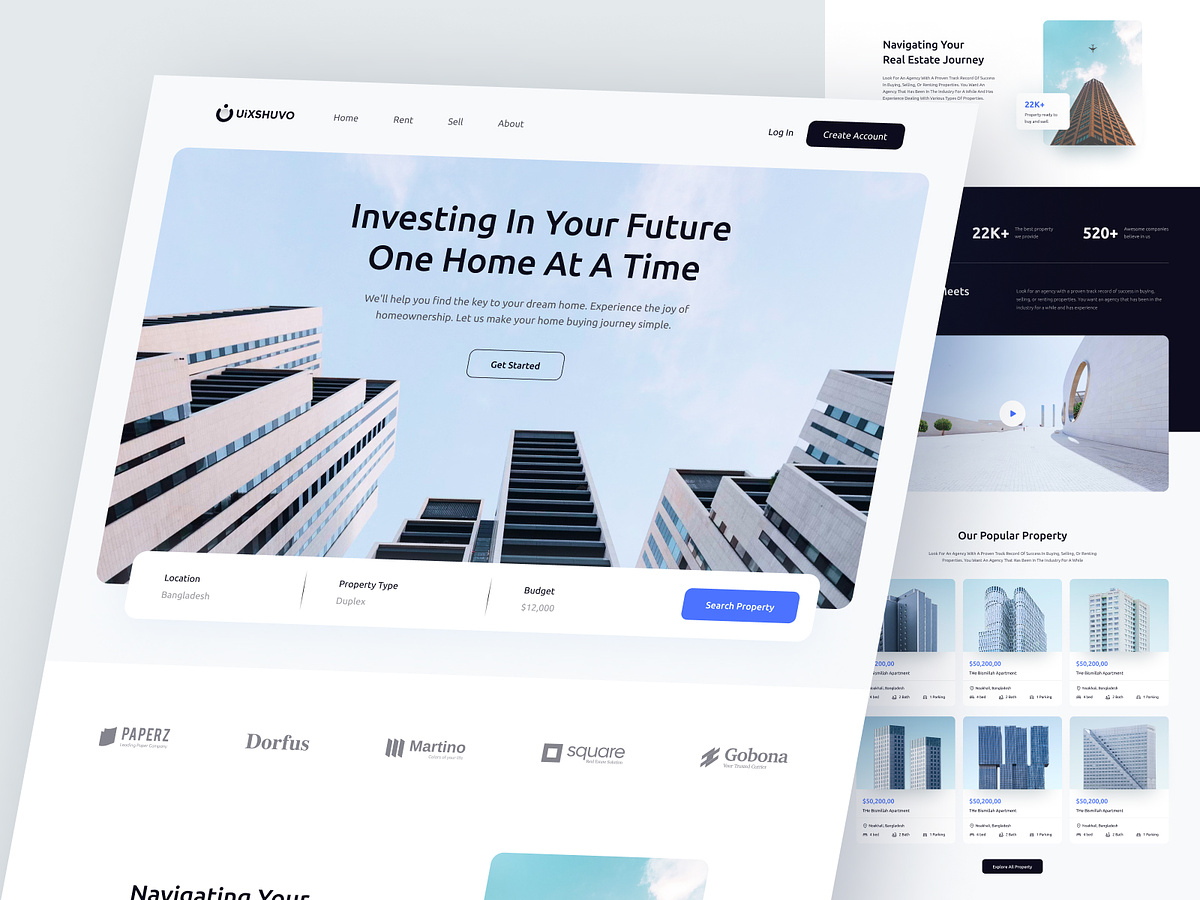 UiXSHUVO
Home
Rent
Sell
About
Log In
Create Account
Investing In Your Future
One Home At A Time
We'll help you find the key to your dream home. Experience the joy of
homeownership. Let us make your home buying journey simple.
Get Started
Location
Bangladesh
Property Type
Duplex
Budget
$12,000
Search Property
PAPERZ
Leading Paper Company
Dorfus
Martino
Colors of your life
square
Real Estate Solution
Gobona
Your Trusted Garries
Navigating Your
Navigating Your
Real Estate Journey
Look For An Agency With A Proven Track Record Of Success
In Buying, Selling, Or Renting Properties. You Want An
Agency That Has Been In The Industry For A While And Has
Experience Dealing With Various Types Of Properties.
22K+
Property ready to
buy and sell
22K+
The best property
we provide
520+
Awesome companies
believe in us
Look for an agency with a proven track record of success in buying,
selling, or renting properties. You want an agency that has been in the
industry for a while and has experience
Our Popular Property
Look For An Agency With A Proven Track Record Of Success In Buying, Selling, Or Renting
Properties. You Want An Agency That Has Been In The Industry For A While
200,00
Bismillah Apartment
Noakhali, Bangladesh
4 bed
2 Bath
1 Parking
$50,200,00
THe Bismillah Apartment
Noakhali, Bangladesh
4 bed
2 Bath
1 Parking
$50,200,00
THe Bismillah Apartment
Noakhali, Bangladesh
4 bed
2 Bath
1 Parking
$50,200,00
THe Bismillah Apartment
Noakhali, Bangladesh
4 bed
2 Bath
1 Parking
$50,200,00
THe Bismillah Apartment
Noakhali, Bangladesh
4 bed
2 Bath
1 Parking
$50,200,00
THe Bismillah Apartment
Noakhali, Bangladesh
4 bed
2 Bath
1 Parking
Explore All Property